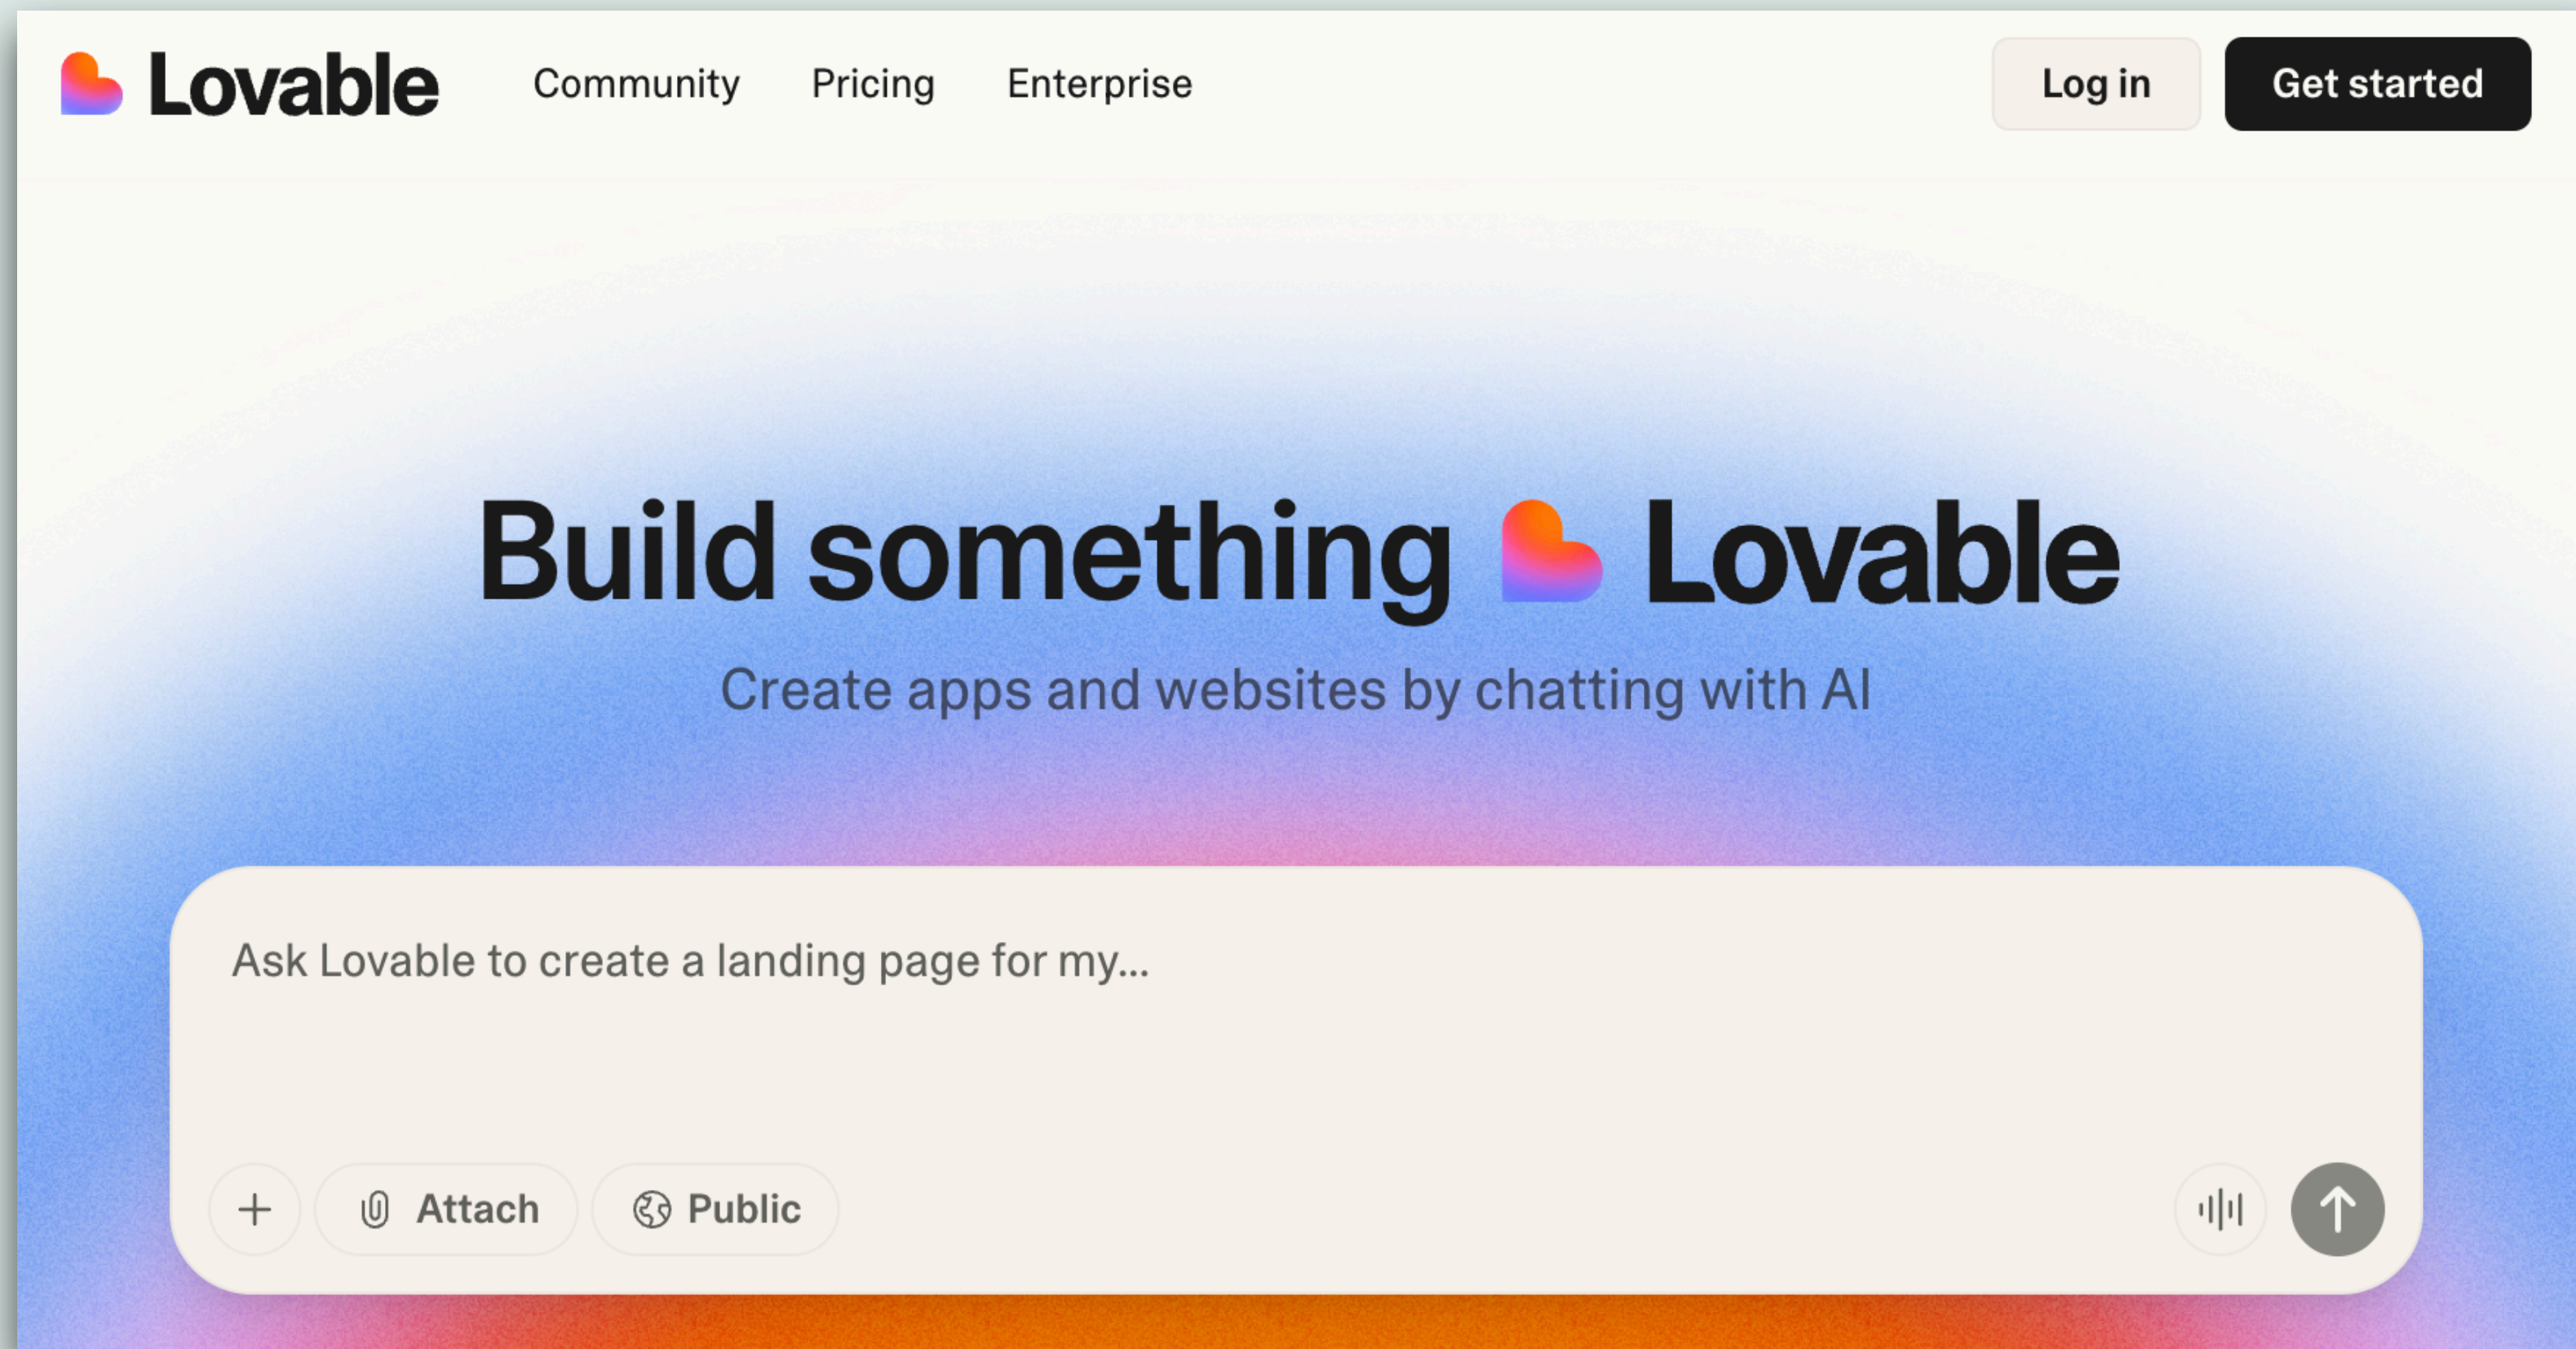 Lovable Community Pricing Enterprise Log in Get started
Build something Lovable
Create apps and websites by chatting with AI
Ask Lovable to create a landing page for my...
Attach Public